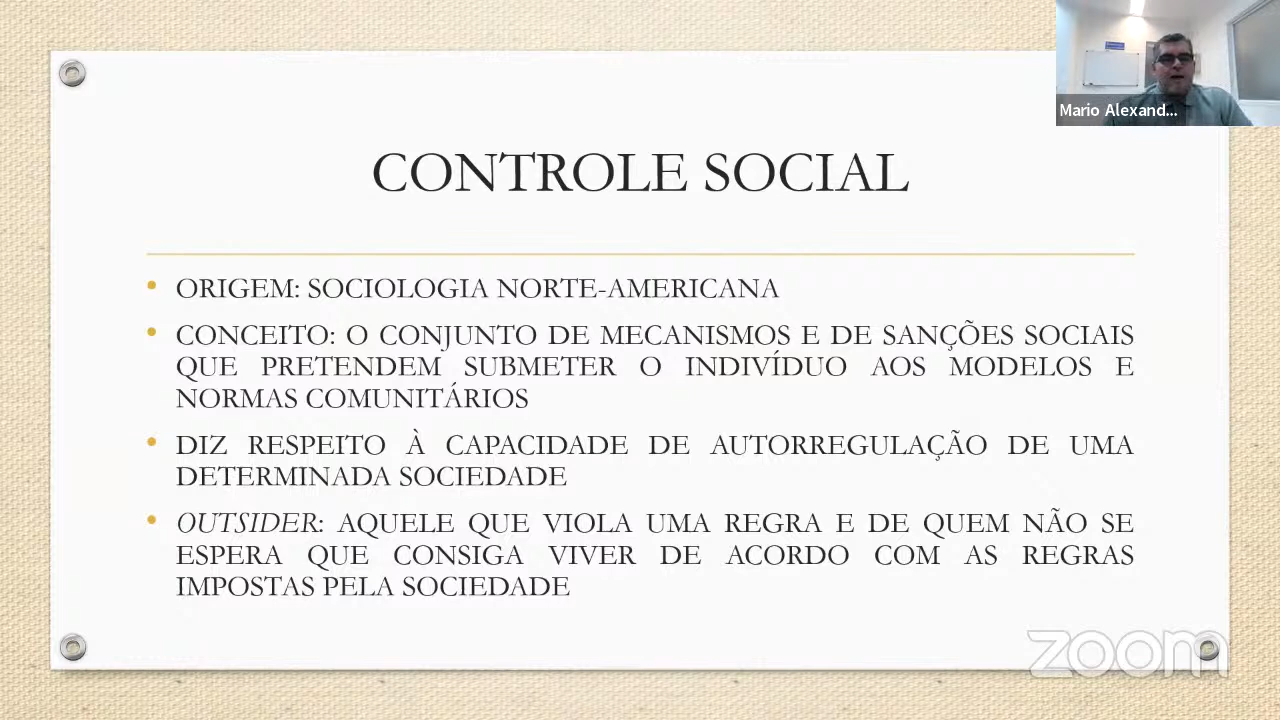 Mario Alexand...
CONTROLE SOCIAL
• ORIGEM: SOCIOLOGIA NORTE-AMERICANA
• CONCEITO: O CONJUNTO DE MECANISMOS E DE SANÇÕES SOCIAIS
QUE PRETENDEM SUBMETER O INDIVÍDUO AOS MODELOS E
NORMAS COMUNITÁRIOS
• DIZ RESPEITO À CAPACIDADE DE AUTORREGULAÇÃO DE UMA
DETERMINADA SOCIEDADE
• OUTSIDER: AQUELE QUE VIOLA UMA REGRA E DE QUEM NÃO SE
ESPERA QUE CONSIGA VIVER DE ACORDO COM AS REGRAS
IMPOSTAS PELA SOCIEDADE
zoom